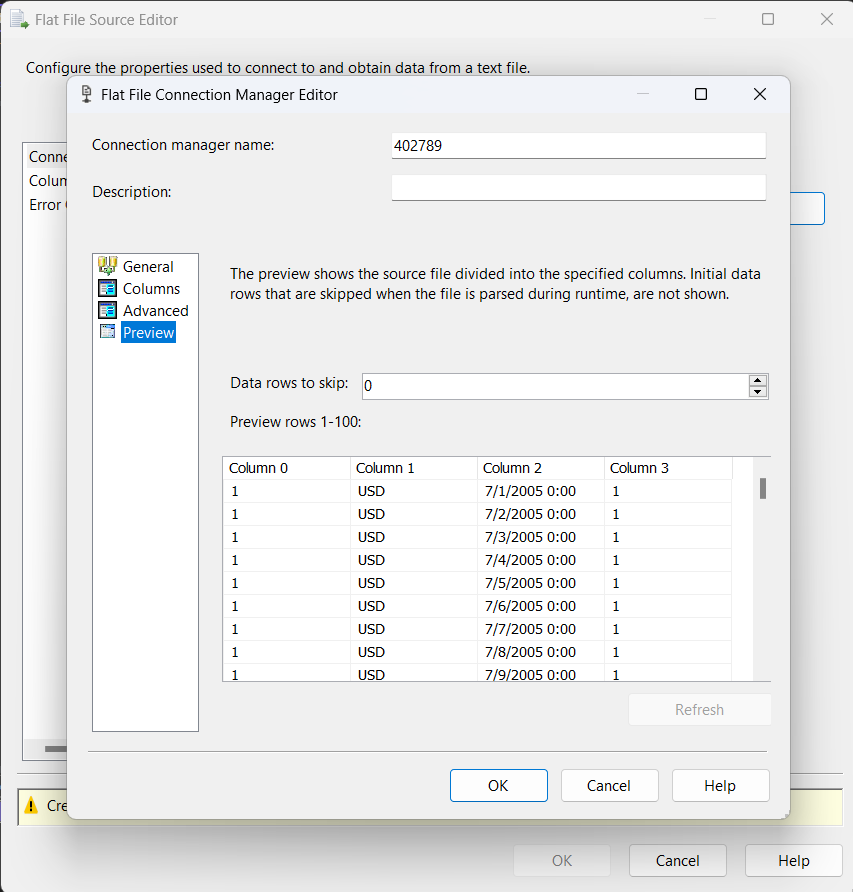 Flat File Source Editor
Configure the properties used to connect to and obtain data from a text file.
Flat File Connection Manager Editor
Connection manager name: 402789
Description:
General
Columns
Advanced
Preview
The preview shows the source file divided into the specified columns. Initial data
rows that are skipped when the file is parsed during runtime, are not shown.
Data rows to skip: 0
Preview rows 1-100:
Column 0 Column 1 Column 2 Column 3
1 USD 7/1/2005 0:00 1
1 USD 7/2/2005 0:00 1
1 USD 7/3/2005 0:00 1
1 USD 7/4/2005 0:00 1
1 USD 7/5/2005 0:00 1
1 USD 7/6/2005 0:00 1
1 USD 7/7/2005 0:00 1
1 USD 7/8/2005 0:00 1
1 USD 7/9/2005 0:00 1
Refresh
OK Cancel Help
Conne
Colum
Error
Cre
OK Cancel Help